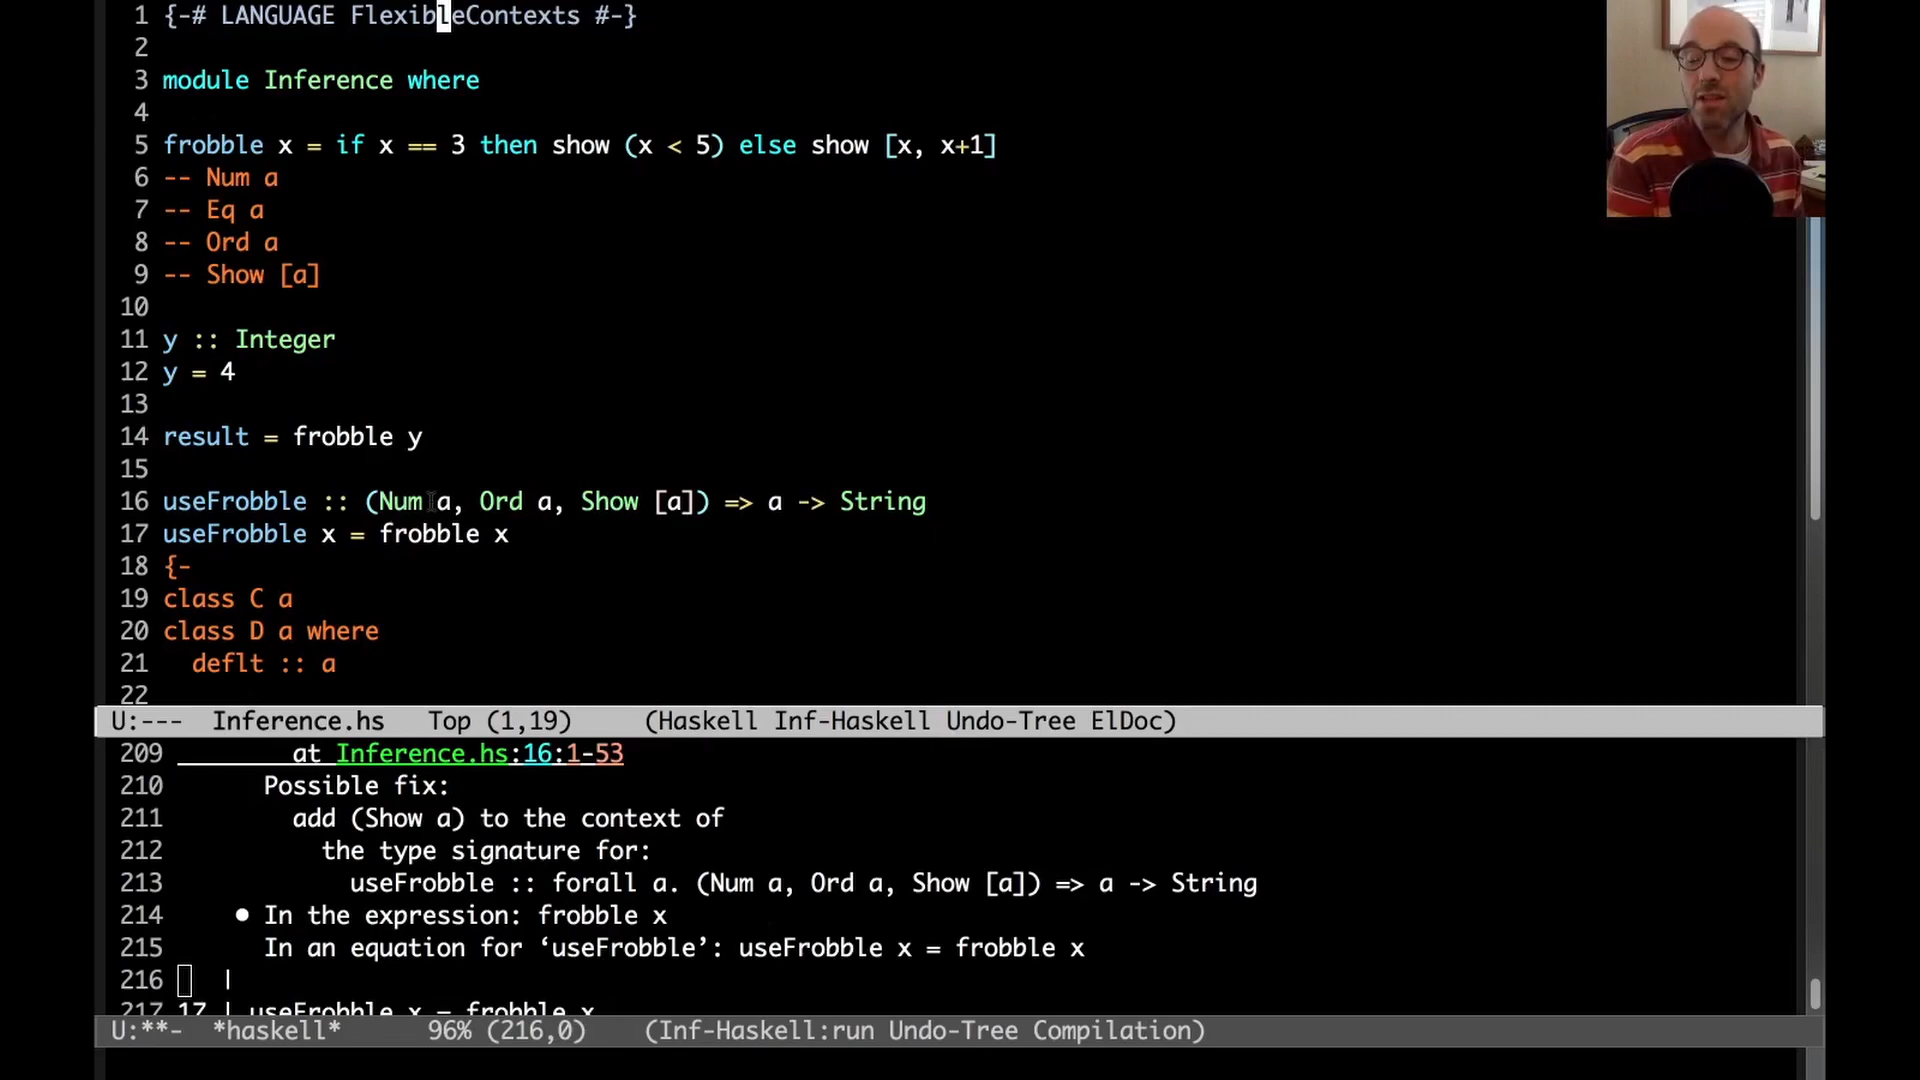 1 {-# LANGUAGE FlexibleContexts #-}
2
3 module Inference where
4
5 frobble x = if x == 3 then show (x < 5) else show [x, x+1]
6 -- Num a
7 -- Eq a
8 -- Ord a
9 -- Show [a]
10
11 y :: Integer
12 y = 4
13
14 result = frobble y
15
16 useFrobble :: (Num a, Ord a, Show [a]) => a -> String
17 useFrobble x = frobble x
18 {-
19 class C a
20 class D a where
21   deflt :: a
22
U:---  Inference.hs   Top (1,19)     (Haskell Inf-Haskell Undo-Tree ElDoc)
209         at Inference.hs:16:1-53
210       Possible fix:
211         add (Show a) to the context of
212           the type signature for:
213             useFrobble :: forall a. (Num a, Ord a, Show [a]) => a -> String
214     • In the expression: frobble x
215       In an equation for ‘useFrobble’: useFrobble x = frobble x
216    |
217 17 | useFrobble x = frobble x
U:**-  *haskell*      96% (216,0)    (Inf-Haskell:run Undo-Tree Compilation)